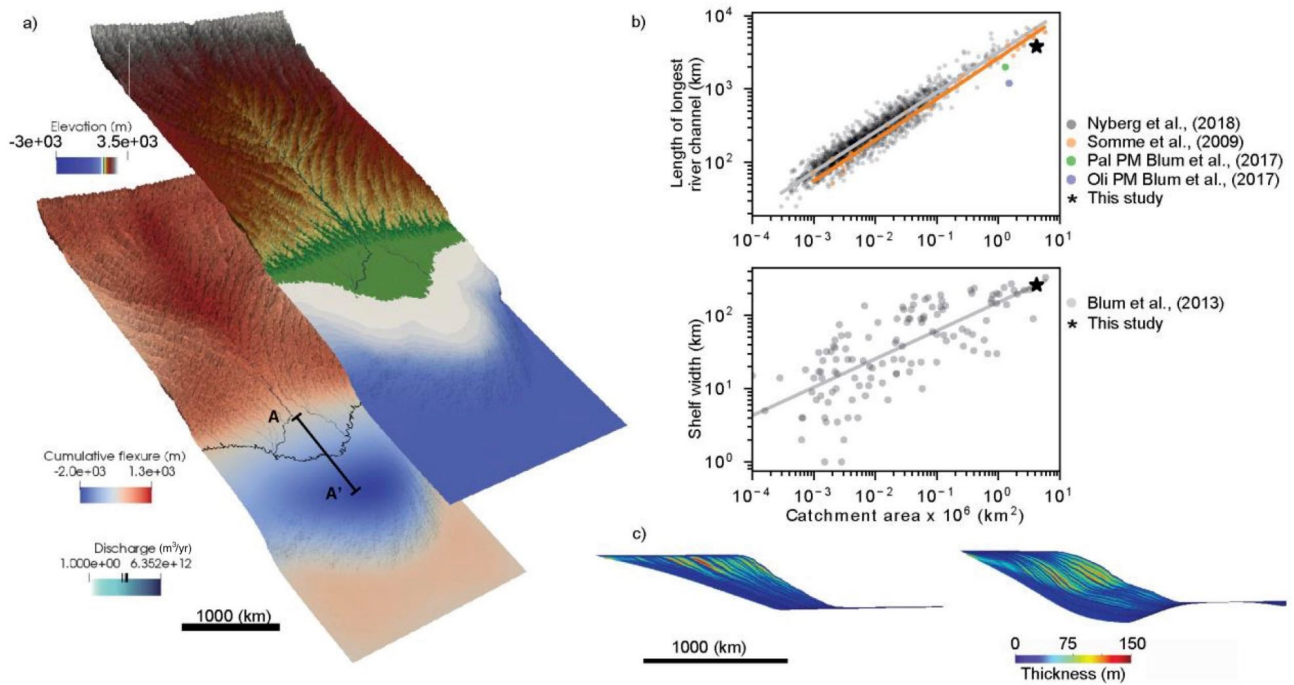 a)
Elevation (m)
-3e+03 3.5e+03
Cumulative flexure (m)
-2.0e+03 1.3e+03
A
A'
Discharge (m³/yr)
1.000e+00 6.352e+12
1000 (km)
b)
Length of longest
river channel (km)
10⁴
10³
10²
10⁻⁴ 10⁻³ 10⁻² 10⁻¹ 10⁰ 10¹
Nyberg et al., (2018)
Somme et al., (2009)
Pal PM Blum et al., (2017)
Oli PM Blum et al., (2017)
This study
Shelf width (km)
10²
10¹
10⁰
10⁻⁴ 10⁻³ 10⁻² 10⁻¹ 10⁰ 10¹
Catchment area x 10⁶ (km²)
Blum et al., (2013)
This study
c)
1000 (km)
0 75 150
Thickness (m)